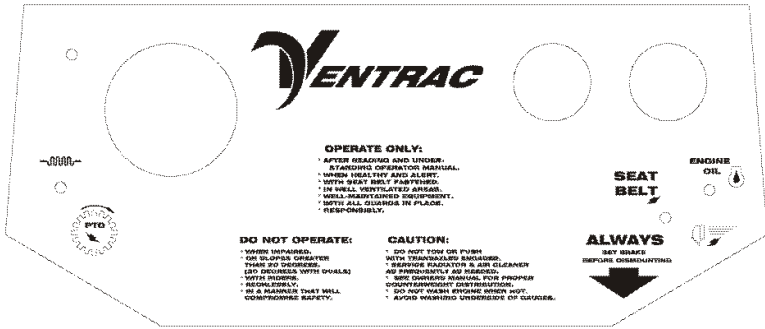 VENTRAC
OPERATE ONLY:
* AFTER READING AND UNDER-
STANDING OPERATOR MANUAL.
* WHEN HEALTHY AND ALERT.
* WITH SEAT BELT FASTENED.
* IN WELL VENTILATED AREAS.
* WELL-MAINTAINED EQUIPMENT.
* WITH ALL GUARDS IN PLACE.
* RESPONSIBLY.
ENGINE
OIL
SEAT
BELT
PTO
DO NOT OPERATE:
* WHEN IMPAIRED.
* ON SLOPES GREATER
THAN 20 DEGREES.
(30 DEGREES WITH DUALS)
* WITH RIDERS.
* RECKLESSLY.
* IN A MANNER THAT WILL
COMPROMISE SAFETY.
CAUTION:
* DO NOT TOW OR PUSH
WITH TRANSAXLES ENGAGED.
* SERVICE RADIATOR & AIR CLEANER
AS FREQUENTLY AS NEEDED.
* SEE OWNERS MANUAL FOR PROPER
COUNTERWEIGHT DISTRIBUTION.
* DO NOT WASH ENGINE WHEN HOT.
* AVOID WASHING UNDERSIDE OF GAUGES.
ALWAYS
SET BRAKE
BEFORE DISMOUNTING